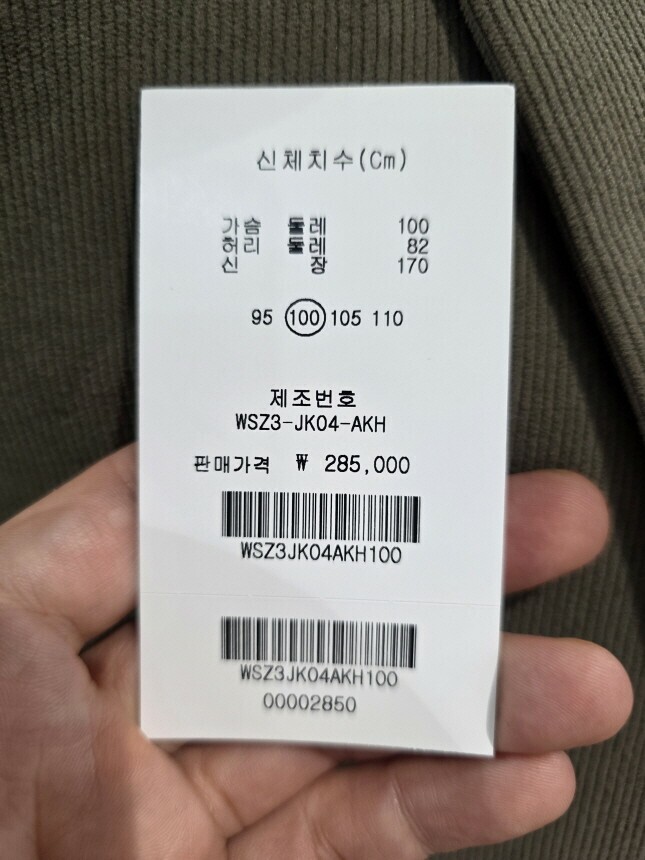 신체치수(Cm)
가슴 둘레 100
허리 둘레 82
신 장 170
95 100 105 110
제조번호
WSZ3-JK04-AKH
판매가격 ₩ 285,000
WSZ3JK04AKH100
WSZ3JK04AKH100
00002850